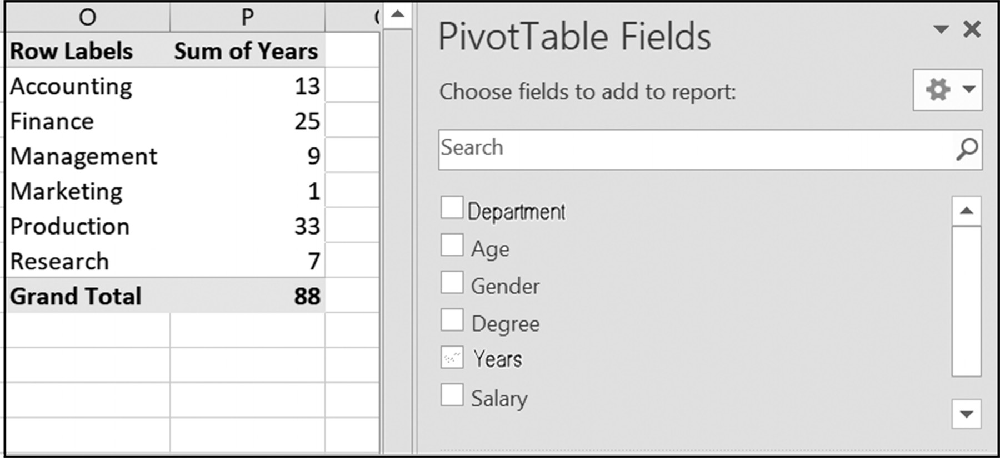 O P
Row Labels Sum of Years
Accounting 13
Finance 25
Management 9
Marketing 1
Production 33
Research 7
Grand Total 88
PivotTable Fields
Choose fields to add to report:
Search
Department
Age
Gender
Degree
Years
Salary